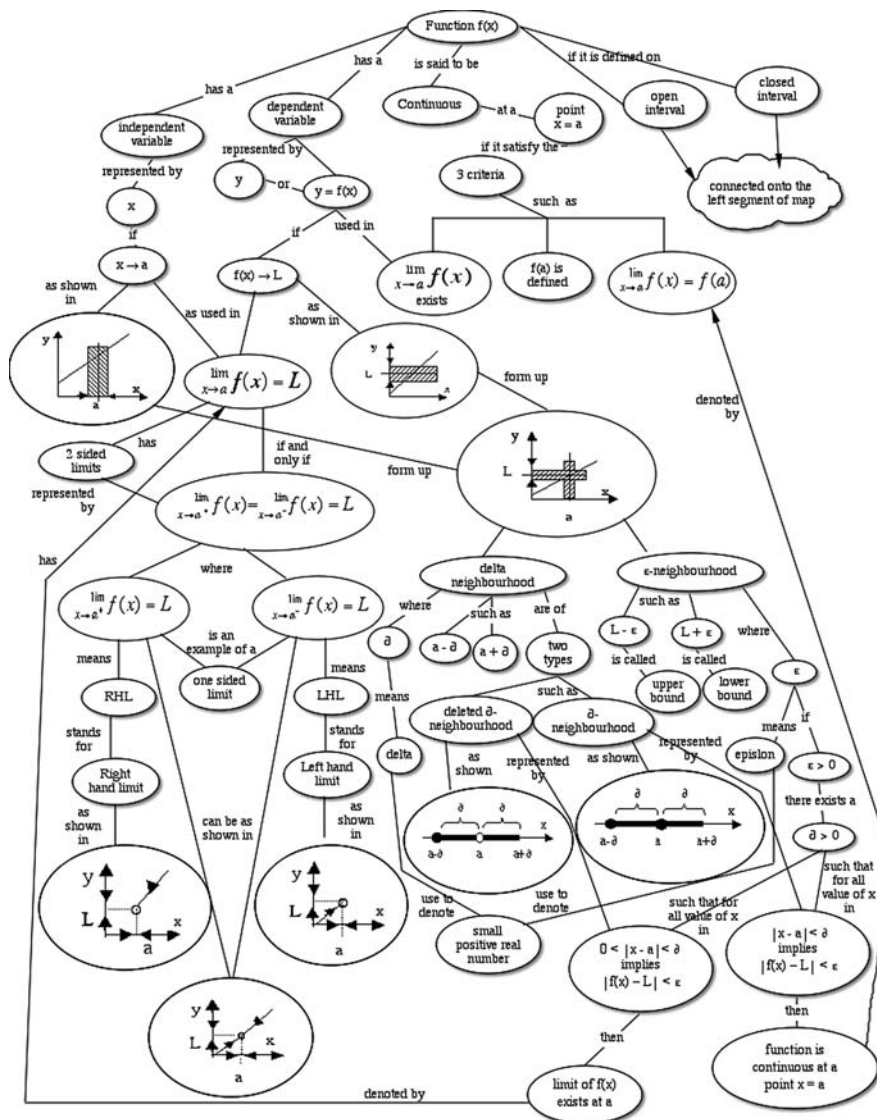 Function f(x)
has a
has a
is said to be
if it is defined on
independent
variable
dependent
variable
Continuous
at a
point
x = a
open
interval
closed
interval
represented by
represented by
if it satisfy the
x
y
or
y = f(x)
3 criteria
connected onto the
left segment of map
if
if
used in
such as
x → a
f(x) → L
lim
x→a f(x)
exists
f(a) is
defined
lim
x→a f(x) = f(a)
as shown
in
as used in
as
shown in
y
a
x
lim
x→a f(x) = L
y
L
x
form up
denoted
by
has
2 sided
limits
if and
only if
form up
y
L
x
a
represented
by
lim
x→a+ f(x) = lim
x→a- f(x) = L
has
where
delta
neighbourhood
ε-neighbourhood
lim
x→a+ f(x) = L
lim
x→a- f(x) = L
where
such as
are of
such as
where
∂
a - ∂
a + ∂
two
types
L - ε
L + ε
ε
is an
example of a
one sided
limit
means
means
is called
is called
upper
bound
lower
bound
RHL
LHL
means
such as
means
if
deleted ∂-
neighbourhood
∂-
neighbourhood
stands
for
stands
for
delta
as
shown
represented
by
as shown
represented
by
epislon
ε > 0
Right
hand limit
Left hand
limit
there exists a
as
shown
in
can be as
shown in
as
shown
in
∂ ∂
x
a-∂ a a+∂
∂ ∂
x
a-∂ a a+∂
∂ > 0
y
L
x
a
y
L
x
a
use to
denote
use to
denote
such that for
all value of x
in
such that
for all
value of x
in
small
positive real
number
0 < |x - a| < ∂
implies
|f(x) – L| < ε
|x - a| < ∂
implies
|f(x) – L| < ε
y
L
x
a
then
then
denoted by
limit of f(x)
exists at a
function is
continuous at a
point x = a